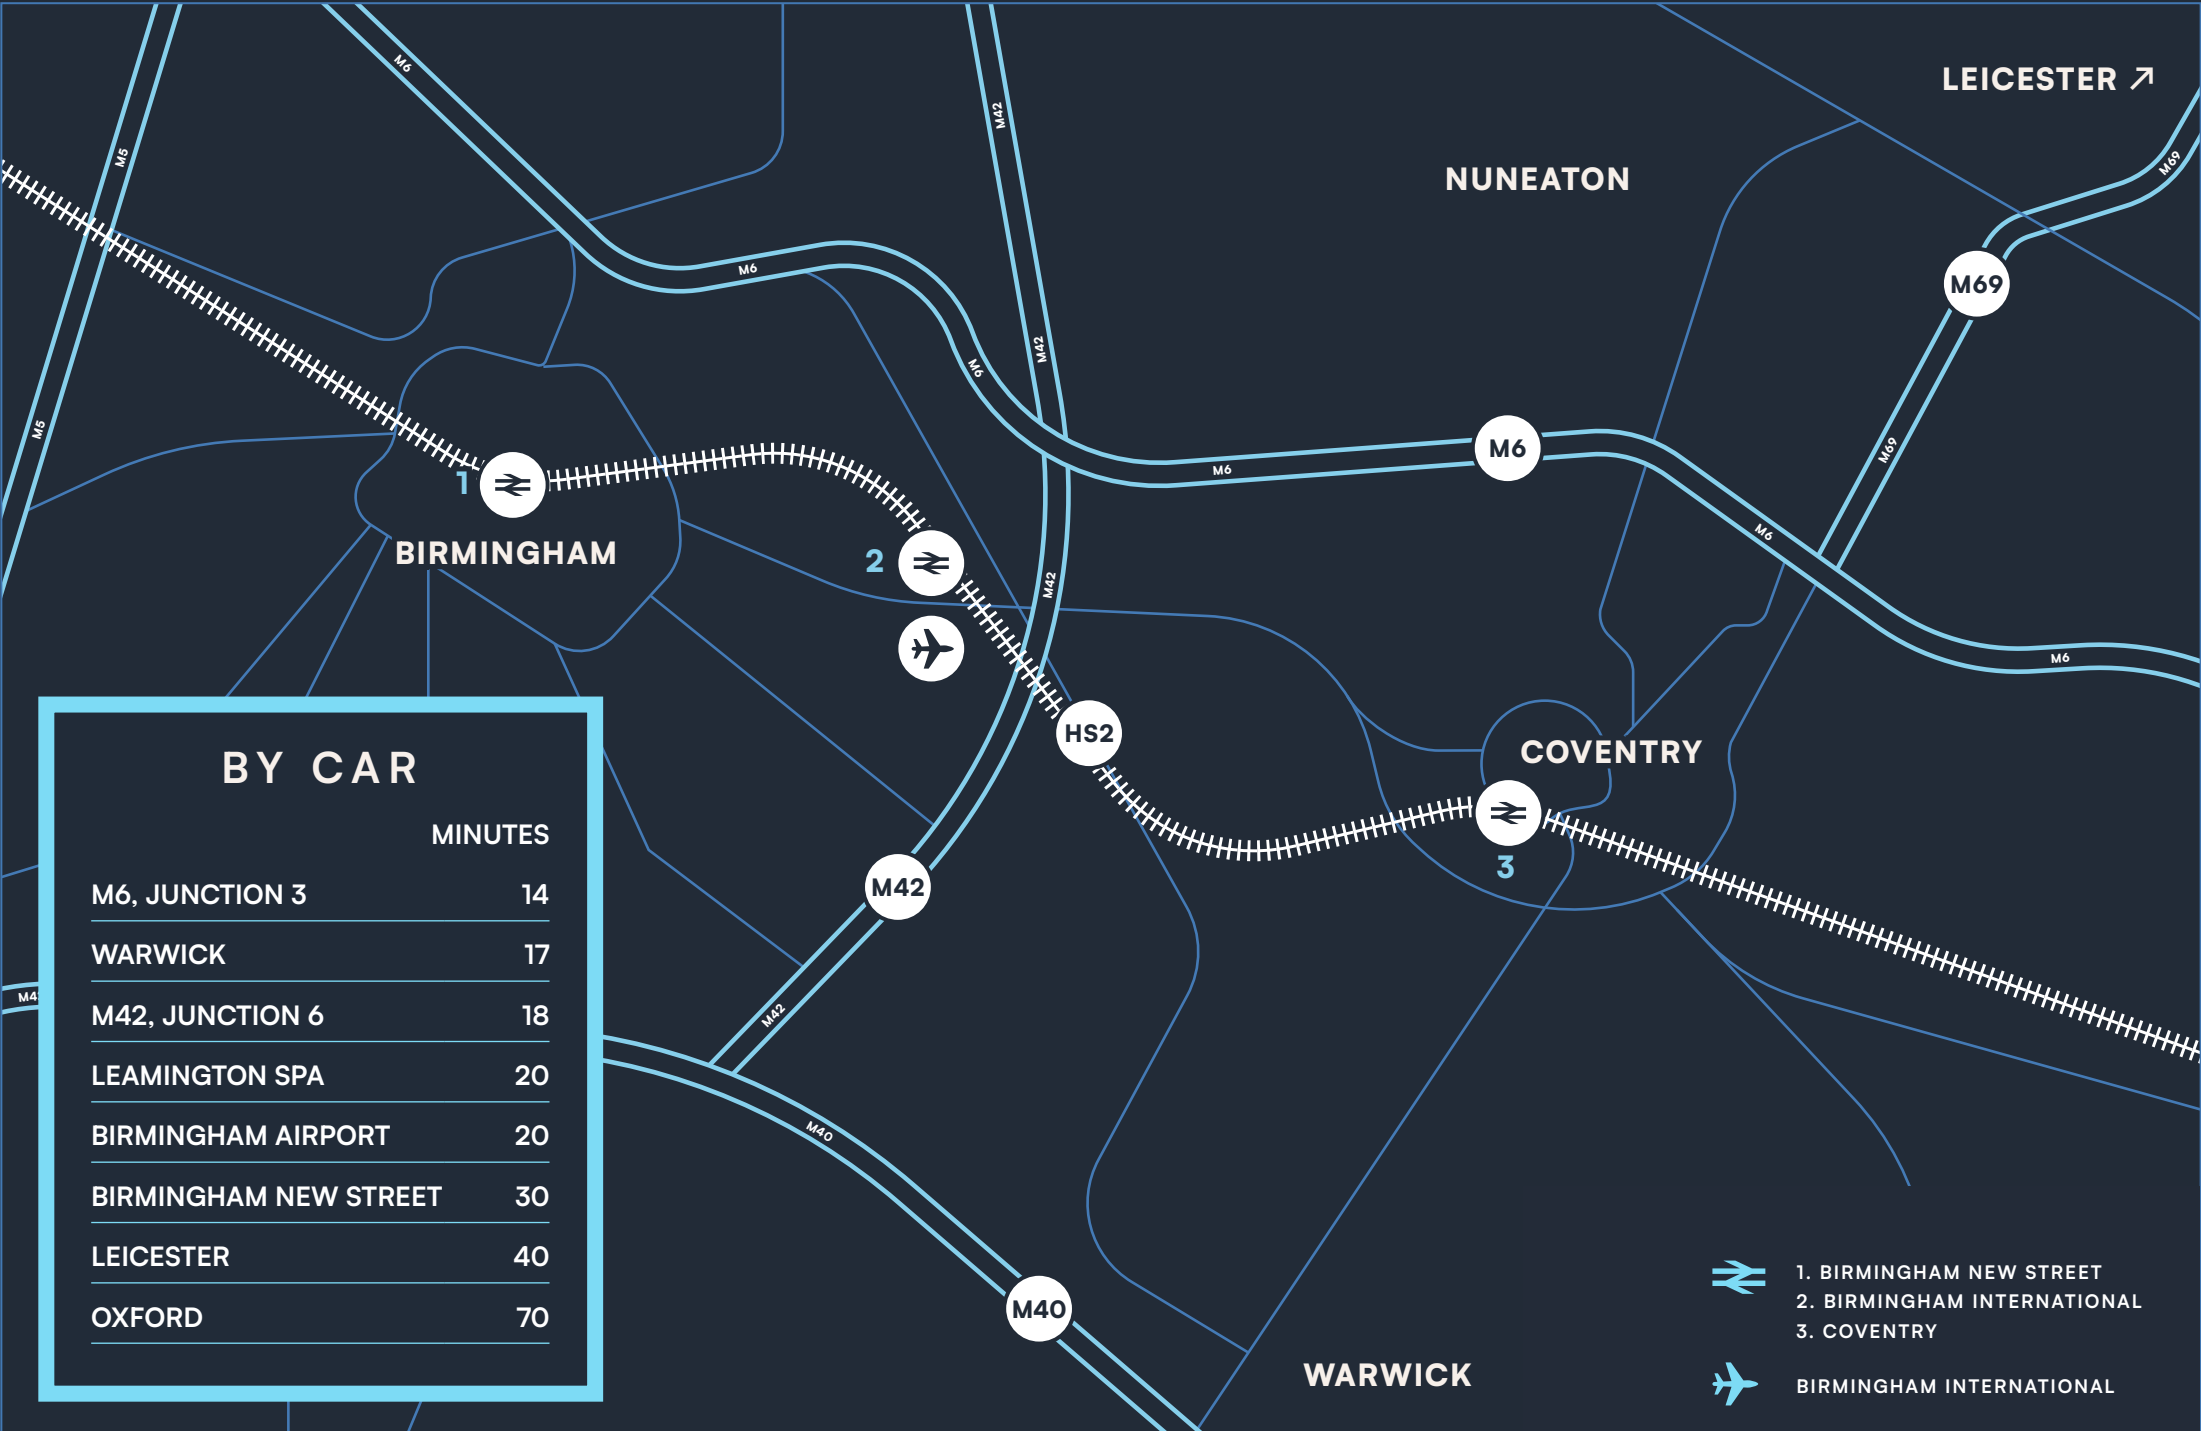 M6
M42
LEICESTER ↗
M5
M69
NUNEATON
M6
M69
M42
M6
M5
M6
M6
M69
1
BIRMINGHAM
2
M42
M6
M6
HS2
COVENTRY
3
M42
M42
M40
M40
WARWICK
M4
BY CAR
MINUTES
M6, JUNCTION 3 14
WARWICK 17
M42, JUNCTION 6 18
LEAMINGTON SPA 20
BIRMINGHAM AIRPORT 20
BIRMINGHAM NEW STREET 30
LEICESTER 40
OXFORD 70
1. BIRMINGHAM NEW STREET
2. BIRMINGHAM INTERNATIONAL
3. COVENTRY
BIRMINGHAM INTERNATIONAL